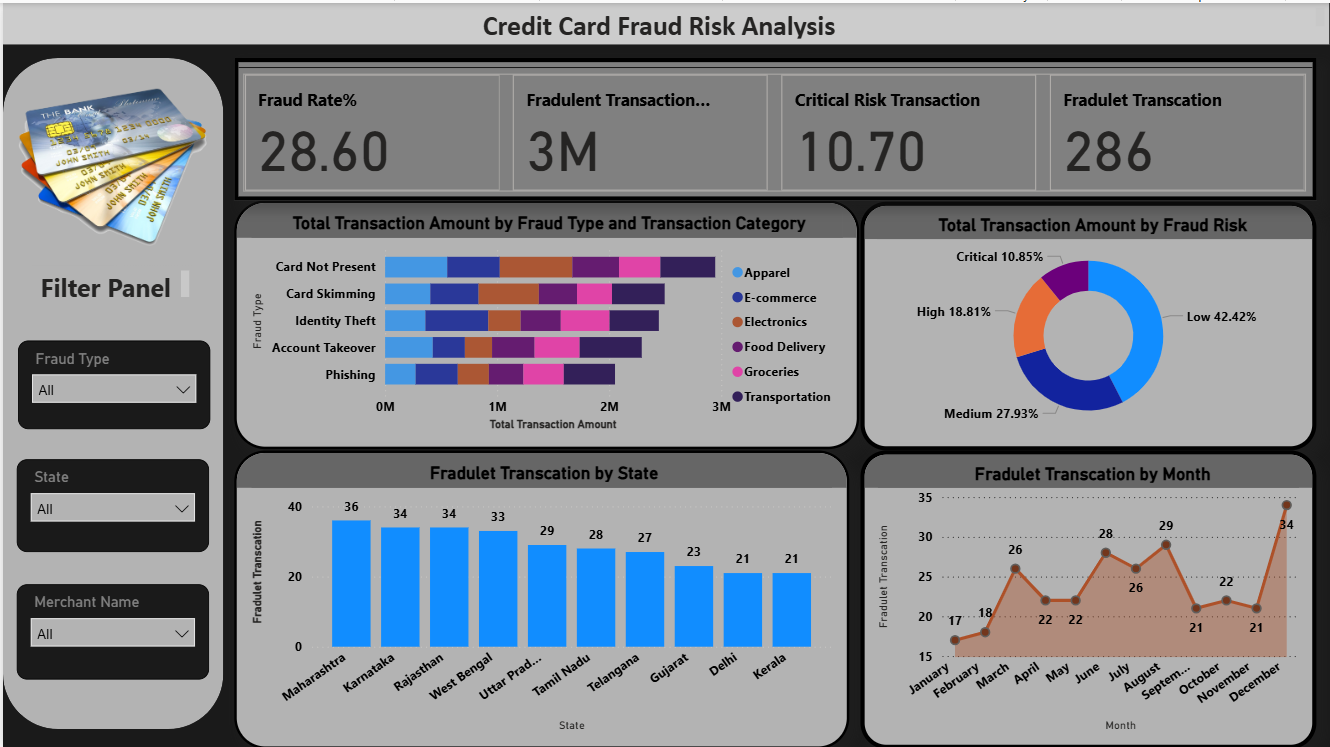 Credit Card Fraud Risk Analysis
THE BANK
JOHN SMITH
JOHN SMITH
JOHN SMITH
JOHN SMITH
Filter Panel
Fraud Type
All
State
All
Merchant Name
All
Fraud Rate%
28.60
Fradulent Transaction...
3M
Critical Risk Transaction
10.70
Fradulet Transcation
286
Total Transaction Amount by Fraud Type and Transaction Category
Fraud Type
Card Not Present
Card Skimming
Identity Theft
Account Takeover
Phishing
0M 1M 2M 3M
Total Transaction Amount
Apparel
E-commerce
Electronics
Food Delivery
Groceries
Transportation
Total Transaction Amount by Fraud Risk
Critical 10.85%
High 18.81%
Low 42.42%
Medium 27.93%
Fradulet Transcation by State
Fradulet Transcation
40
20
0
36 34 34 33 29 28 27 23 21 21
Maharashtra Karnataka Rajasthan West Bengal Uttar Prad... Tamil Nadu Telangana Gujarat Delhi Kerala
State
Fradulet Transcation by Month
Fradulet Transcation
35
30
25
20
15
17 18 26 22 22 28 26 29 21 22 21 34
January February March April May June July August Septem... October November December
Month